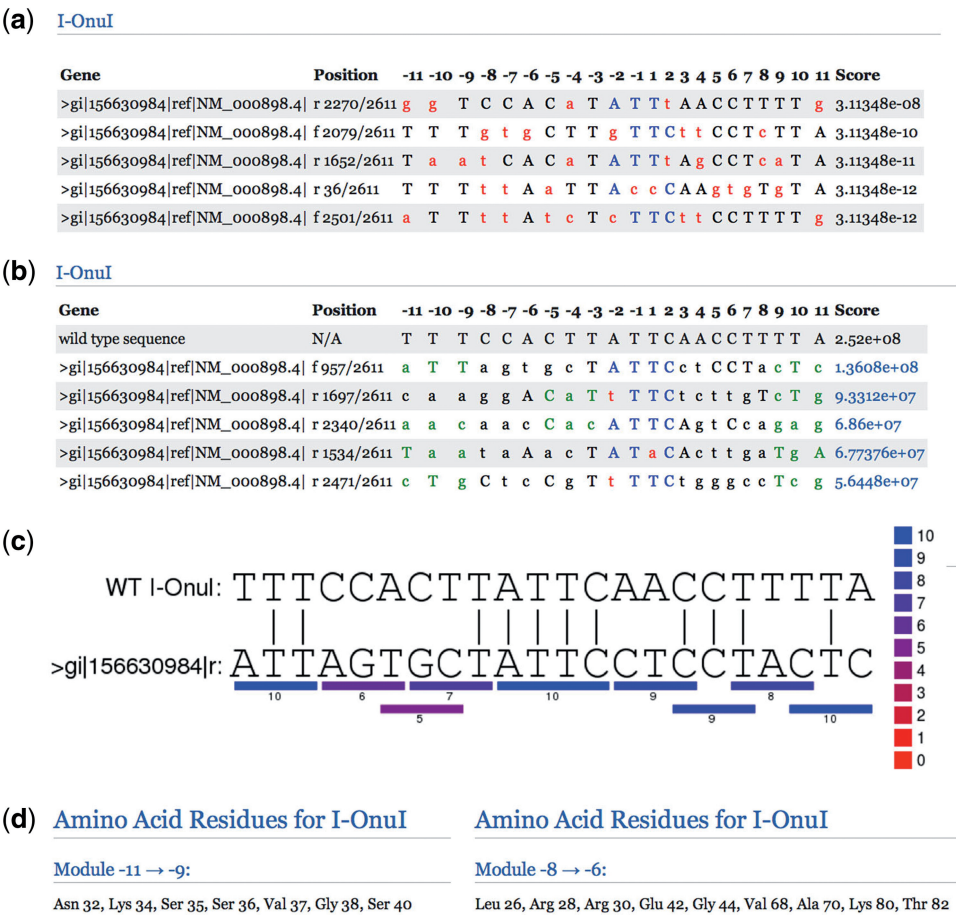 (a) I-OnuI
Gene Position -11 -10 -9 -8 -7 -6 -5 -4 -3 -2 -1 1 2 3 4 5 6 7 8 9 10 11 Score
>gi|156630984|ref|NM_000898.4| r 2270/2611 g g T C C A C a T A T T t A A C C T T T T g 3.11348e-08
>gi|156630984|ref|NM_000898.4| f 2079/2611 T T T g t g C T T g T T C t t C C T c T T A 3.11348e-10
>gi|156630984|ref|NM_000898.4| r 1652/2611 T a a t C A C a T A T T t A g C C T c a T A 3.11348e-11
>gi|156630984|ref|NM_000898.4| r 36/2611 T T T t t A a T T A c c C A A g t g T g T A 3.11348e-12
>gi|156630984|ref|NM_000898.4| f 2501/2611 a T T t t A t c T c T T C t t C C T T T T g 3.11348e-12
(b) I-OnuI
Gene Position -11 -10 -9 -8 -7 -6 -5 -4 -3 -2 -1 1 2 3 4 5 6 7 8 9 10 11 Score
wild type sequence N/A T T T C C A C T T A T T C A A C C T T T T A 2.52e+08
>gi|156630984|ref|NM_000898.4| f 957/2611 a T T a g t g c T A T T C c t C C T a c T c 1.3608e+08
>gi|156630984|ref|NM_000898.4| r 1697/2611 c a a g g A C a T t T T C t c t t g T c T g 9.3312e+07
>gi|156630984|ref|NM_000898.4| r 2340/2611 a a c a a c C a c A T T C A g t C c a g a g 6.86e+07
>gi|156630984|ref|NM_000898.4| r 1534/2611 T a a t a A a c T A T a C A c t t g a T g A 6.77376e+07
>gi|156630984|ref|NM_000898.4| r 2471/2611 c T g C t c C g T t T T C t g g g c c T c g 5.6448e+07
(c)
WT I-OnuI: TTTCCACTTATTCAACCTTTTA
>gi|156630984|r: ATTAGTGCTATTCCTCCTACTC
10 6 7 10 9 8
5 9 10
10
9
8
7
6
5
4
3
2
1
0
(d) Amino Acid Residues for I-OnuI
Module -11 → -9:
Asn 32, Lys 34, Ser 35, Ser 36, Val 37, Gly 38, Ser 40
Amino Acid Residues for I-OnuI
Module -8 → -6:
Leu 26, Arg 28, Arg 30, Glu 42, Gly 44, Val 68, Ala 70, Lys 80, Thr 82